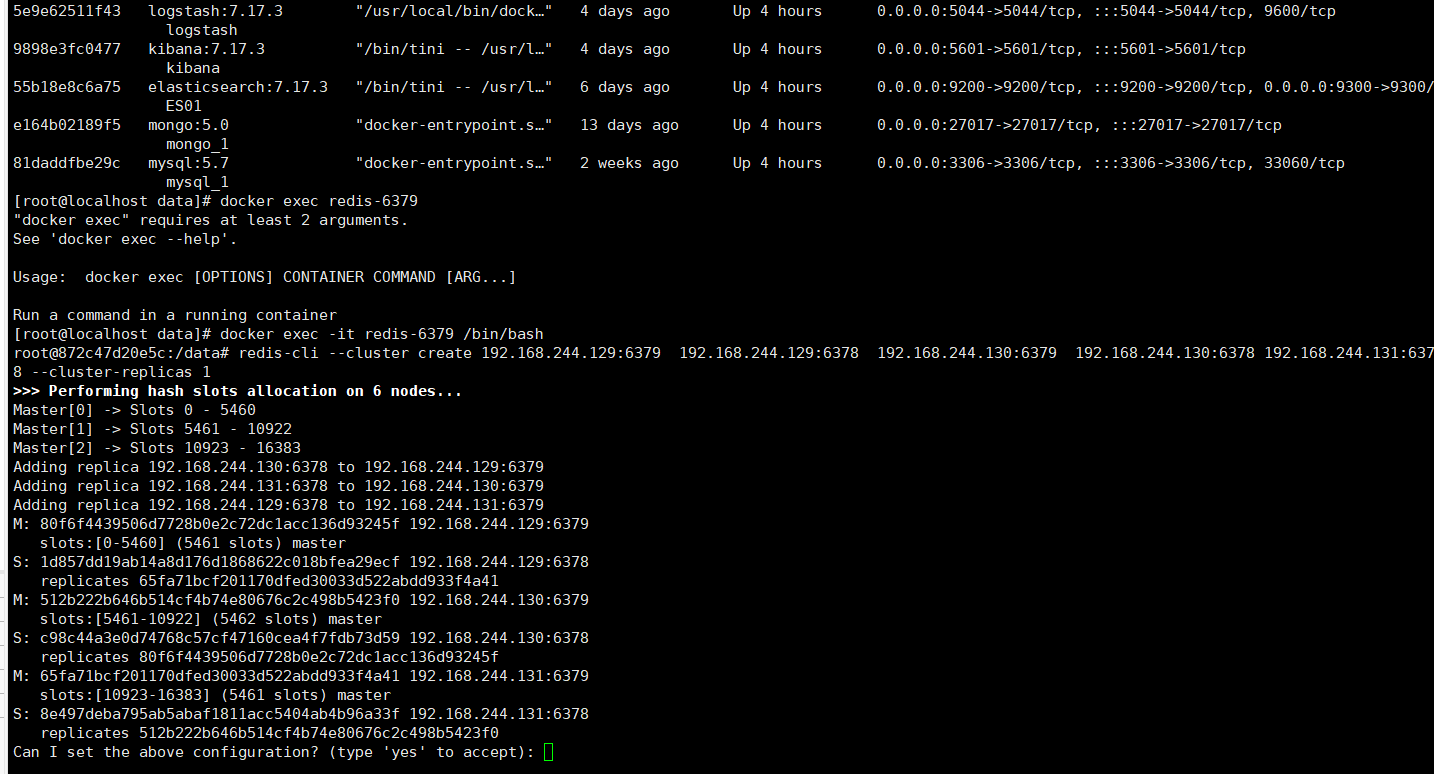 5e9e62511f43   logstash:7.17.3        "/usr/local/bin/dock…"   4 days ago       Up 4 hours      0.0.0.0:5044->5044/tcp, :::5044->5044/tcp, 9600/tcp
                 logstash
9898e3fc0477   kibana:7.17.3          "/bin/tini -- /usr/l…"   4 days ago       Up 4 hours      0.0.0.0:5601->5601/tcp, :::5601->5601/tcp
                 kibana
55b18e8c6a75   elasticsearch:7.17.3   "/bin/tini -- /usr/l…"   6 days ago       Up 4 hours      0.0.0.0:9200->9200/tcp, :::9200->9200/tcp, 0.0.0.0:9300->9300/
                 ES01
e164b02189f5   mongo:5.0              "docker-entrypoint.s…"   13 days ago      Up 4 hours      0.0.0.0:27017->27017/tcp, :::27017->27017/tcp
                 mongo_1
81daddfbe29c   mysql:5.7              "docker-entrypoint.s…"   2 weeks ago      Up 4 hours      0.0.0.0:3306->3306/tcp, :::3306->3306/tcp, 33060/tcp
                 mysql_1
[root@localhost data]# docker exec redis-6379
"docker exec" requires at least 2 arguments.
See 'docker exec --help'.

Usage:  docker exec [OPTIONS] CONTAINER COMMAND [ARG...]

Run a command in a running container
[root@localhost data]# docker exec -it redis-6379 /bin/bash
root@872c47d20e5c:/data# redis-cli --cluster create 192.168.244.129:6379  192.168.244.129:6378  192.168.244.130:6379  192.168.244.130:6378 192.168.244.131:637
8 --cluster-replicas 1
>>> Performing hash slots allocation on 6 nodes...
Master[0] -> Slots 0 - 5460
Master[1] -> Slots 5461 - 10922
Master[2] -> Slots 10923 - 16383
Adding replica 192.168.244.130:6378 to 192.168.244.129:6379
Adding replica 192.168.244.131:6378 to 192.168.244.130:6379
Adding replica 192.168.244.129:6378 to 192.168.244.131:6379
M: 80f6f4439506d7728b0e2c72dc1acc136d93245f 192.168.244.129:6379
   slots:[0-5460] (5461 slots) master
S: 1d857dd19ab14a8d176d1868622c018bfea29ecf 192.168.244.129:6378
   replicates 65fa71bcf201170dfed30033d522abdd933f4a41
M: 512b222b646b514cf4b74e80676c2c498b5423f0 192.168.244.130:6379
   slots:[5461-10922] (5462 slots) master
S: c98c44a3e0d74768c57cf47160cea4f7fdb73d59 192.168.244.130:6378
   replicates 80f6f4439506d7728b0e2c72dc1acc136d93245f
M: 65fa71bcf201170dfed30033d522abdd933f4a41 192.168.244.131:6379
   slots:[10923-16383] (5461 slots) master
S: 8e497deba795ab5abaf1811acc5404ab4b96a33f 192.168.244.131:6378
   replicates 512b222b646b514cf4b74e80676c2c498b5423f0
Can I set the above configuration? (type 'yes' to accept):